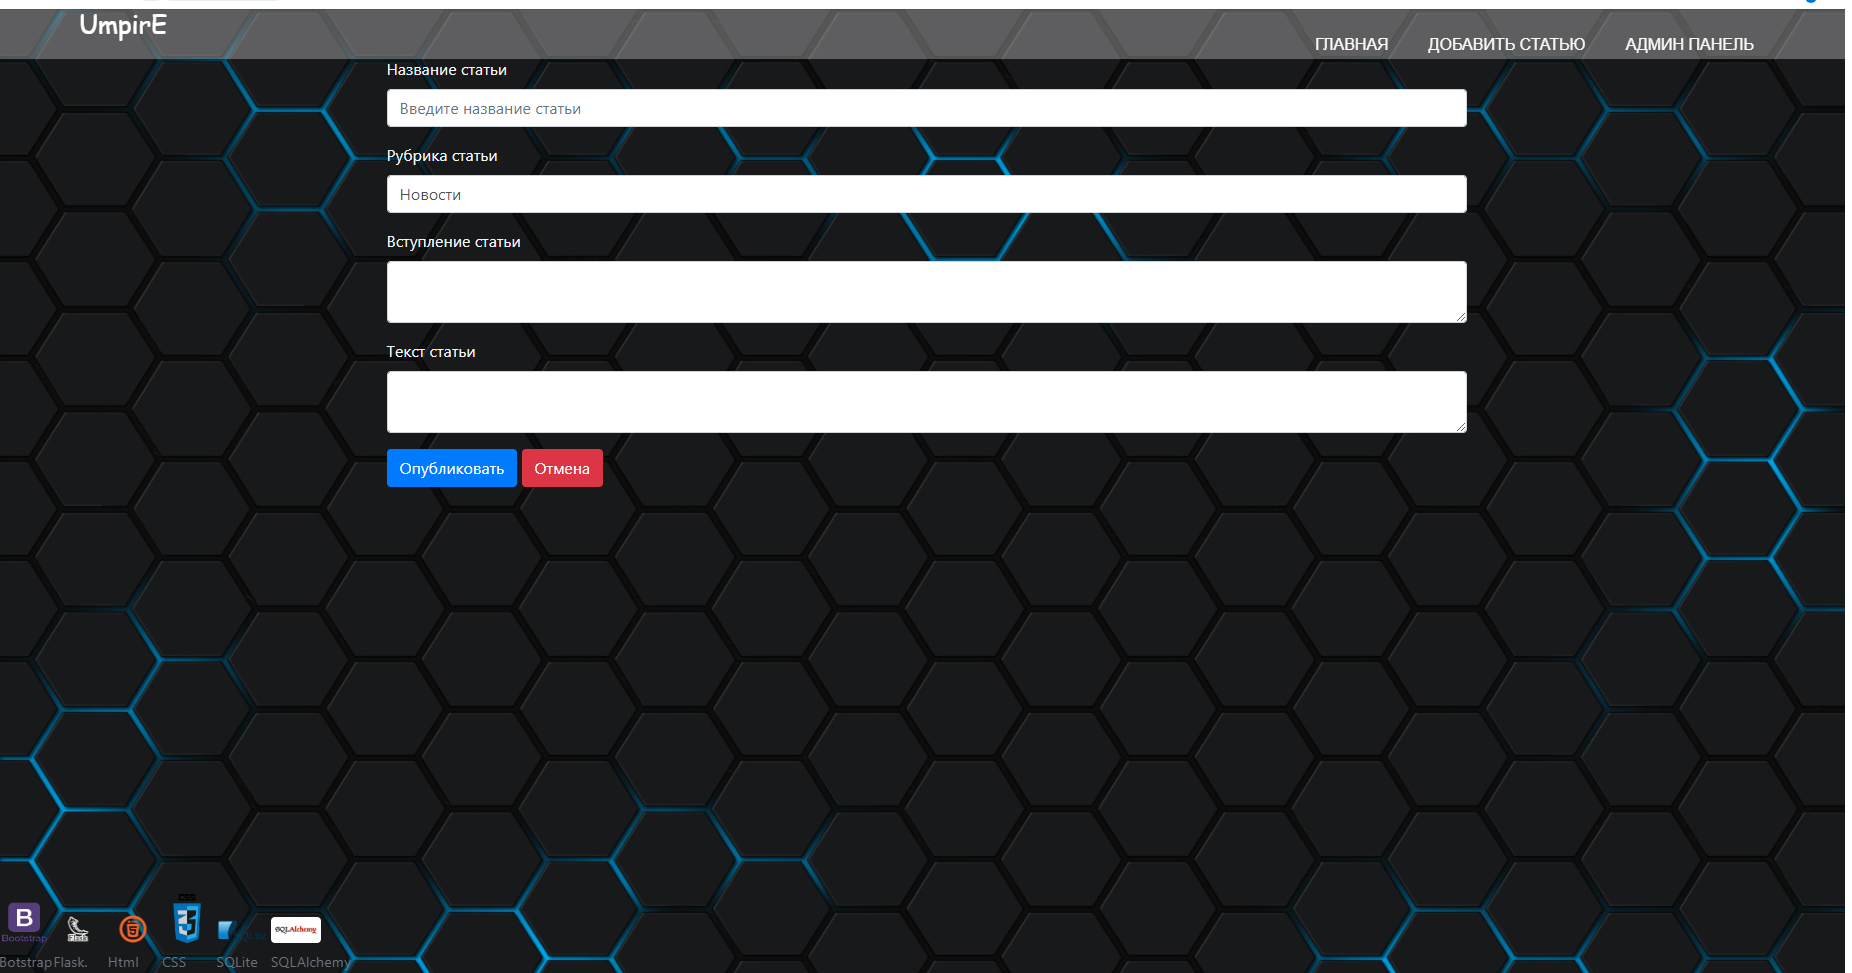 UmpirE
ГЛАВНАЯ ДОБАВИТЬ СТАТЬЮ АДМИН ПАНЕЛЬ
Название статьи
Введите название статьи
Рубрика статьи
Новости
Вступление статьи
Текст статьи
Опубликовать Отмена
B
Bootstrap Flask SQLAlchemy
Botstrap Flask. Html CSS SQLite SQLAlchemy